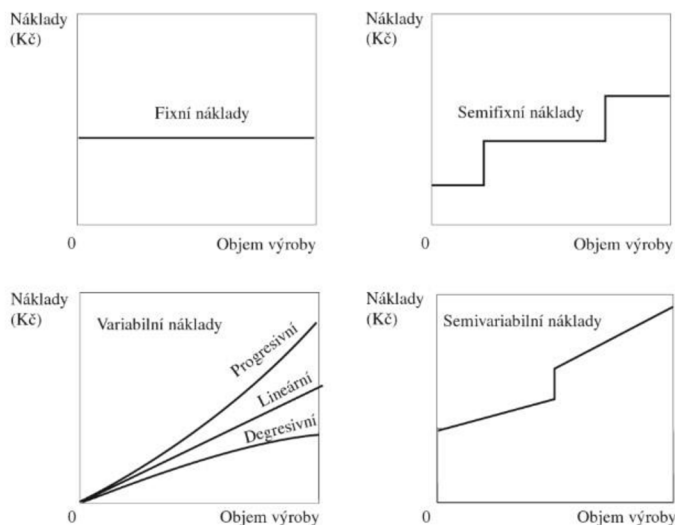 Náklady
(Kč)
Fixní náklady
0
Objem výroby
Náklady
(Kč)
Semifixní náklady
0
Objem výroby
Náklady
(Kč)
Variabilní náklady
Progresivní
Lineární
Degresivní
0
Objem výroby
Náklady
(Kč)
Semivariabilní náklady
0
Objem výroby